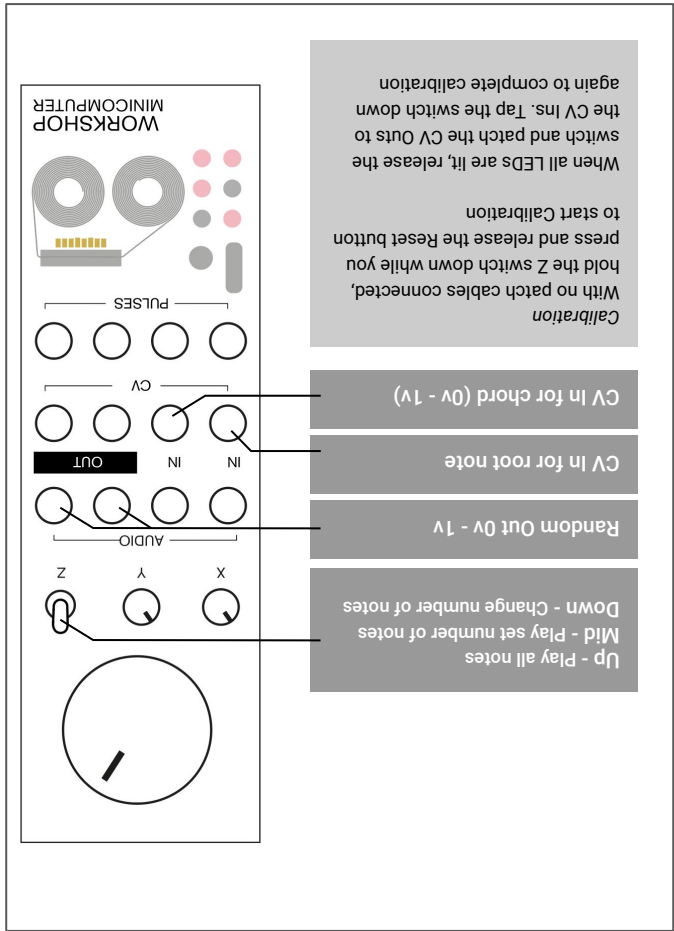 Up - Play all notes
Mid - Play set number of notes
Down - Change number of notes
Random Out 0v - 1v
CV In for root note
CV In for chord (0v - 1v)
Calibration
With no patch cables connected,
hold the Z switch down while you
press and release the Reset button
to start Calibration
When all LEDs are lit, release the
switch and patch the CV Outs to
the CV Ins. Tap the switch down
again to complete calibration
X Y Z
AUDIO
IN IN OUT
CV
PULSES
WORKSHOP
MINICOMPUTER